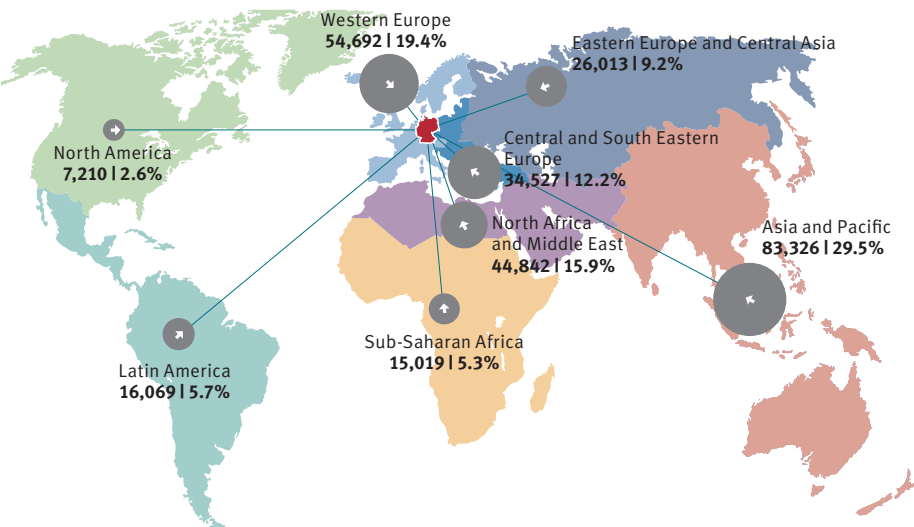 Western Europe
54,692 | 19.4%
Eastern Europe and Central Asia
26,013 | 9.2%
North America
7,210 | 2.6%
Central and South Eastern
Europe
34,527 | 12.2%
North Africa
and Middle East
44,842 | 15.9%
Asia and Pacific
83,326 | 29.5%
Sub-Saharan Africa
15,019 | 5.3%
Latin America
16,069 | 5.7%